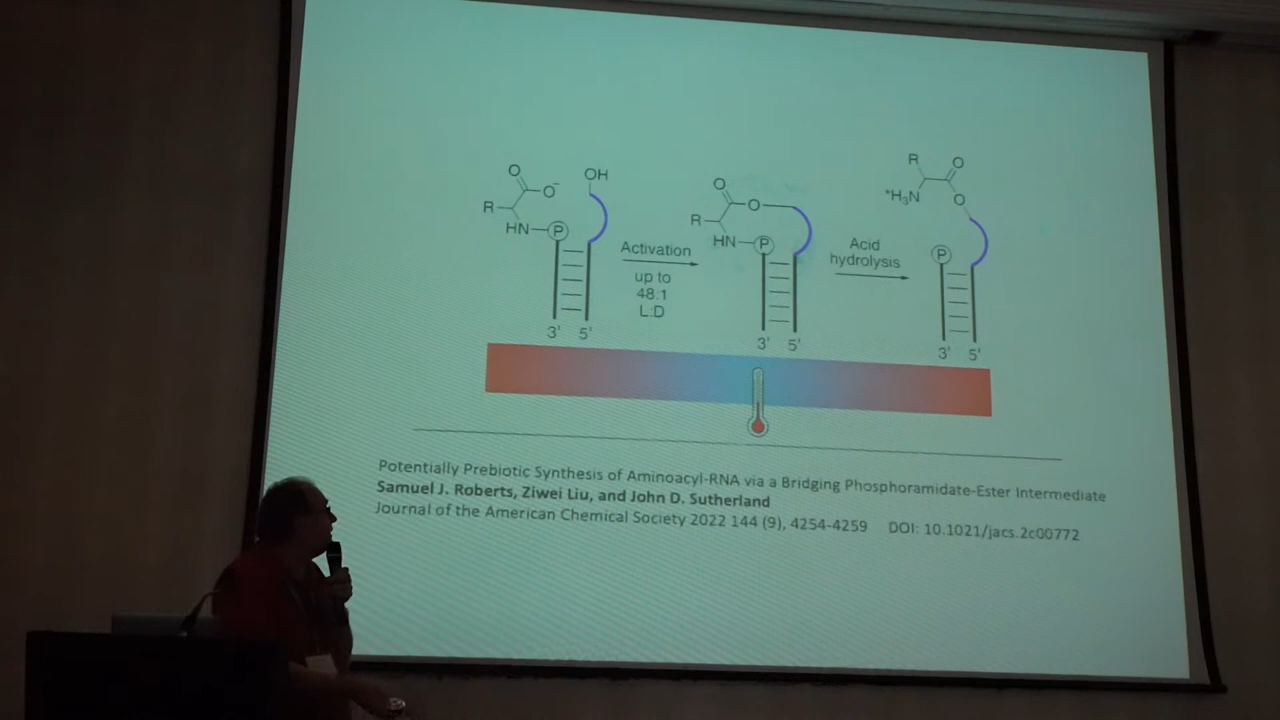 O
O⁻
R
HN
P
OH
3'
5'
Activation
up to
48:1
L:D
O
O
R
HN
P
3'
5'
Acid
hydrolysis
R
O
⁺H₃N
O
P
3'
5'
Potentially Prebiotic Synthesis of Aminoacyl-RNA via a Bridging Phosphoramidate-Ester Intermediate
Samuel J. Roberts, Ziwei Liu, and John D. Sutherland
Journal of the American Chemical Society 2022 144 (9), 4254-4259 DOI: 10.1021/jacs.2c00772